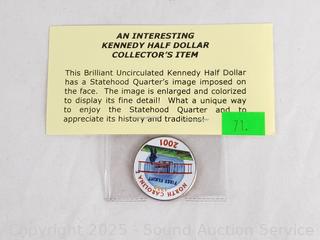 AN INTERESTING
KENNEDY HALF DOLLAR
COLLECTOR'S ITEM
This Brilliant Uncirculated Kennedy Half Dollar
has a Statehood Quarter's image imposed on
the face. The image is enlarged and colorized
to display its fine detail! What a unique way
to enjoy the Statehood Quarter and to
appreciate its history and traditions!
71.
NORTH CAROLINA
FIRST FLIGHT
2001
Copyright 2025 - Sound Auction Service